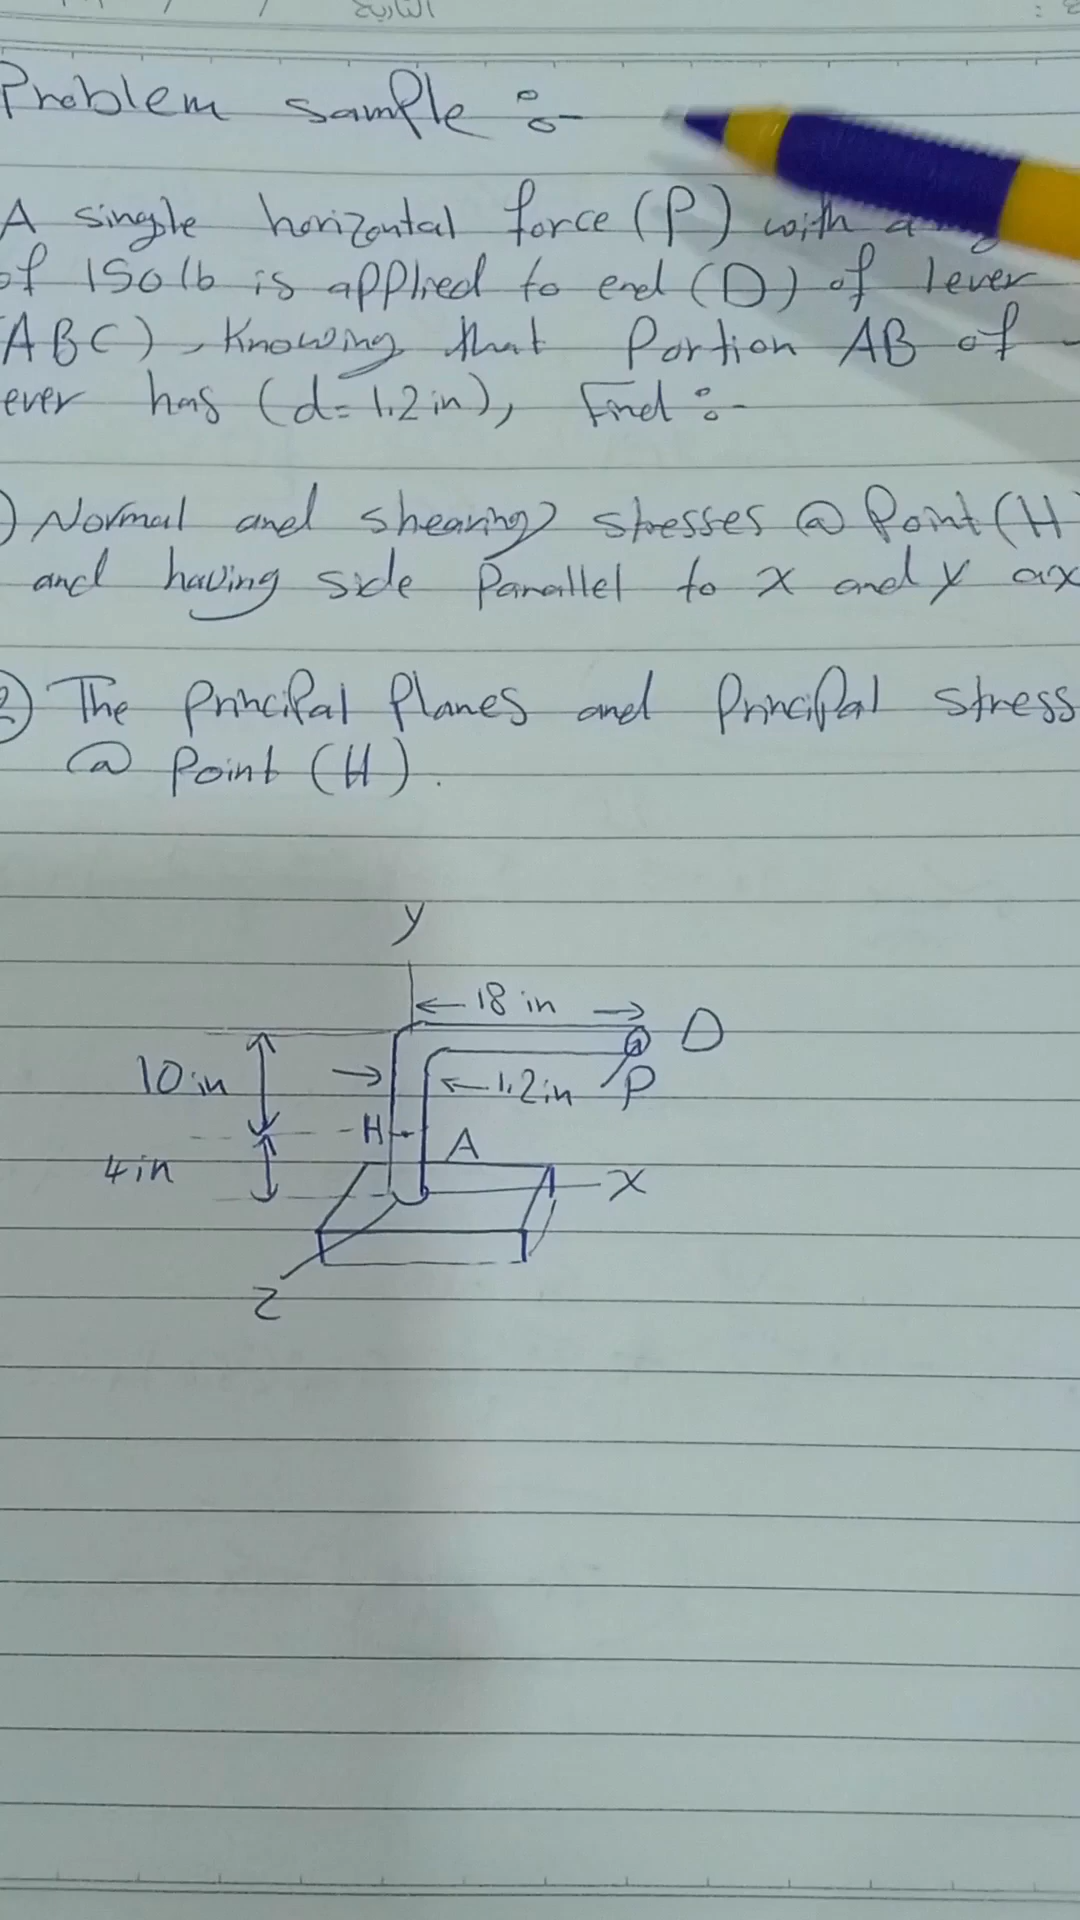 التاريخ / /
Problem sample :-
A single horizontal force (P) with a
of 150 lb is applied to end (D) of lever
ABC), Knowing that Portion AB of
ever has (d=1.2 in), Find :-
) Normal and shearing stresses @ Point (H
and having side Parallel to x and y ax
2) The Principal Planes and Principal stress
@ Point (H).
y
18 in
D
10 in
1.2 in
P
H
A
4 in
X
Z